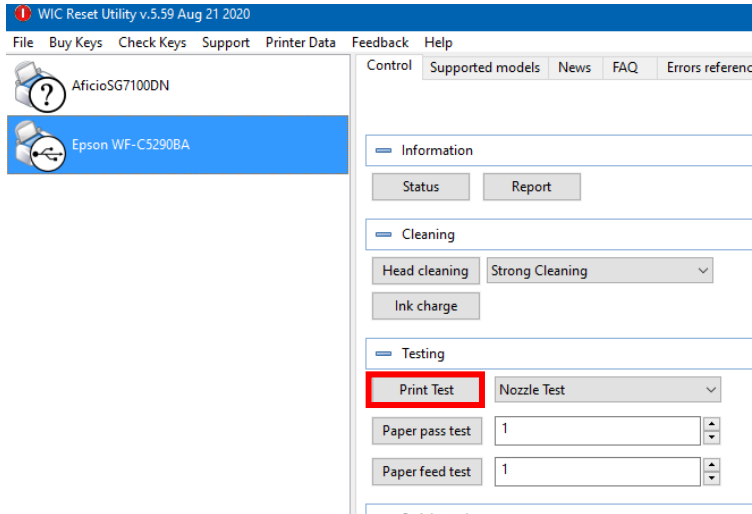 WIC Reset Utility v.5.59 Aug 21 2020
File Buy Keys Check Keys Support Printer Data Feedback Help
AficioSG7100DN
Epson WF-C5290BA
Control Supported models News FAQ Errors referenc
Information
Status Report
Cleaning
Head cleaning Strong Cleaning
Ink charge
Testing
Print Test Nozzle Test
Paper pass test 1
Paper feed test 1